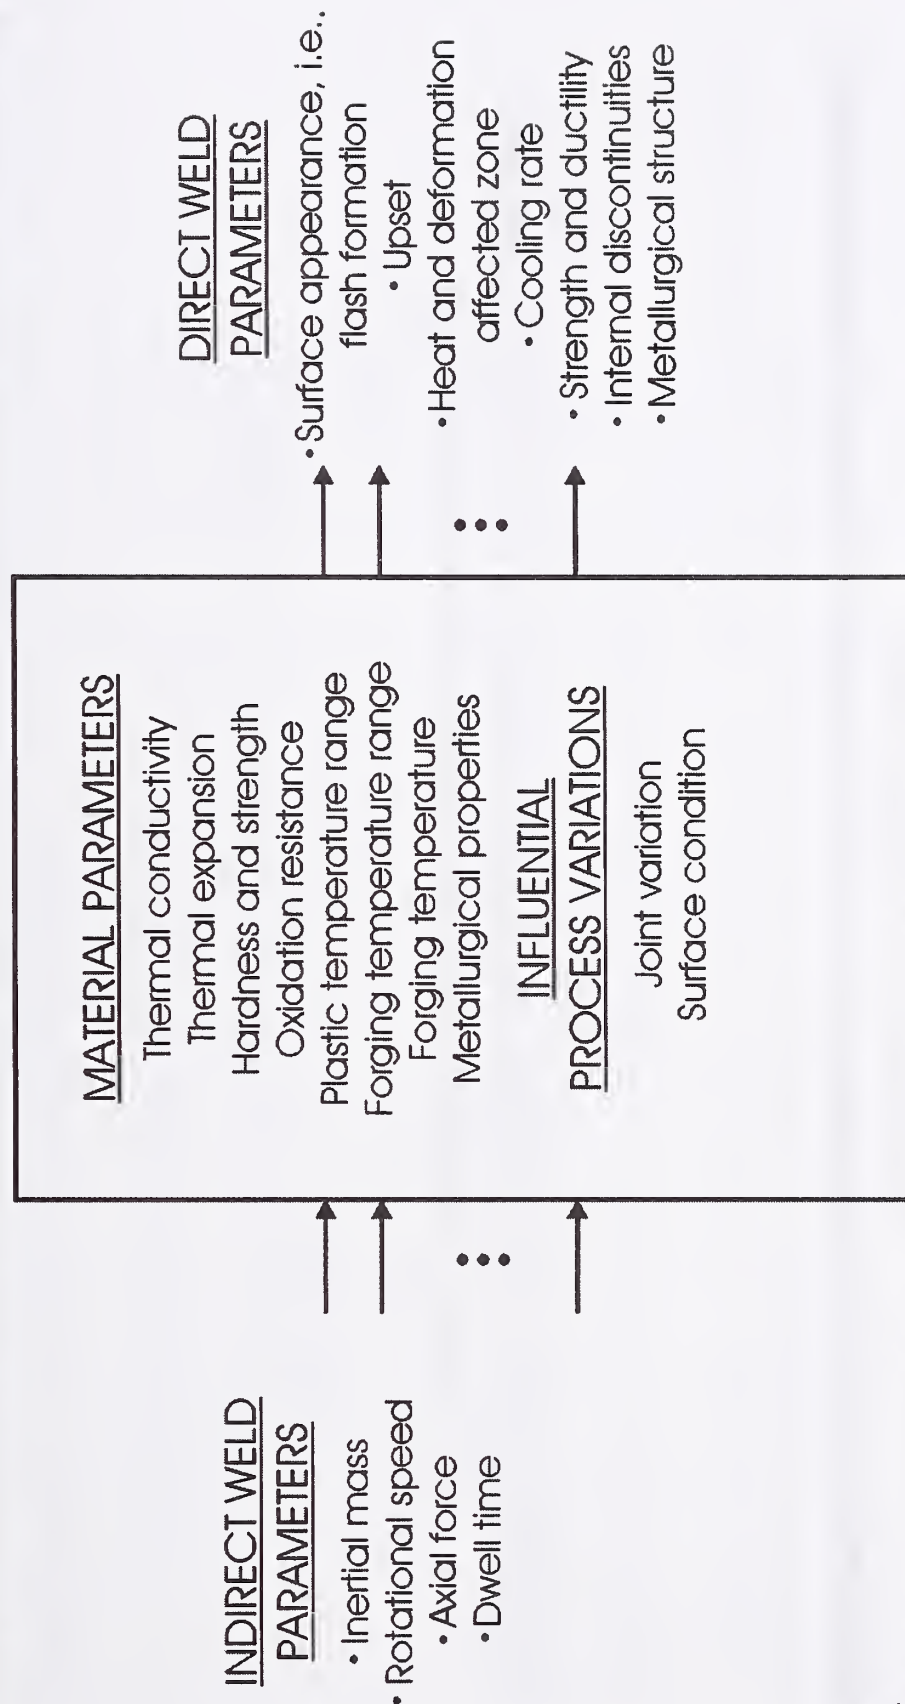 INDIRECT WELD
PARAMETERS
• Inertial mass
• Rotational speed
• Axial force
• Dwell time
MATERIAL PARAMETERS
Thermal conductivity
Thermal expansion
Hardness and strength
Oxidation resistance
Plastic temperature range
Forging temperature range
Forging temperature
Metallurgical properties
INFLUENTIAL
PROCESS VARIATIONS
Joint variation
Surface condition
DIRECT WELD
PARAMETERS
• Surface appearance, i.e..
flash formation
• Upset
• Heat and deformation
affected zone
• Cooling rate
• Strength and ductility
• Internal discontinuities
• Metallurgical structure